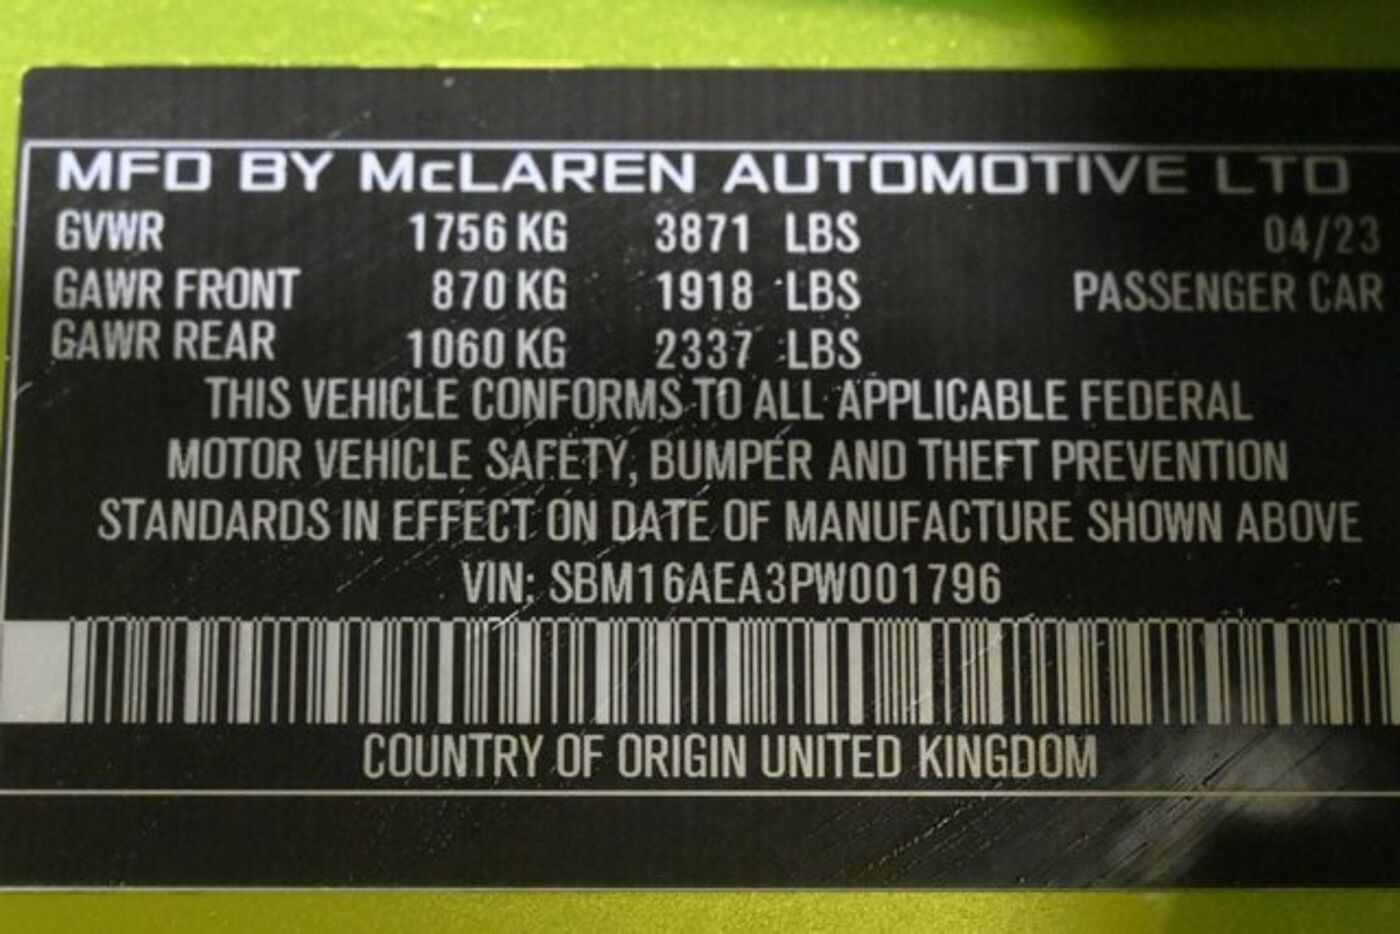 MFD BY McLAREN AUTOMOTIVE LTD
GVWR 1756 KG 3871 LBS 04/23
GAWR FRONT 870 KG 1918 LBS PASSENGER CAR
GAWR REAR 1060 KG 2337 LBS
THIS VEHICLE CONFORMS TO ALL APPLICABLE FEDERAL
MOTOR VEHICLE SAFETY, BUMPER AND THEFT PREVENTION
STANDARDS IN EFFECT ON DATE OF MANUFACTURE SHOWN ABOVE
VIN: SBM16AEA3PW001796
COUNTRY OF ORIGIN UNITED KINGDOM